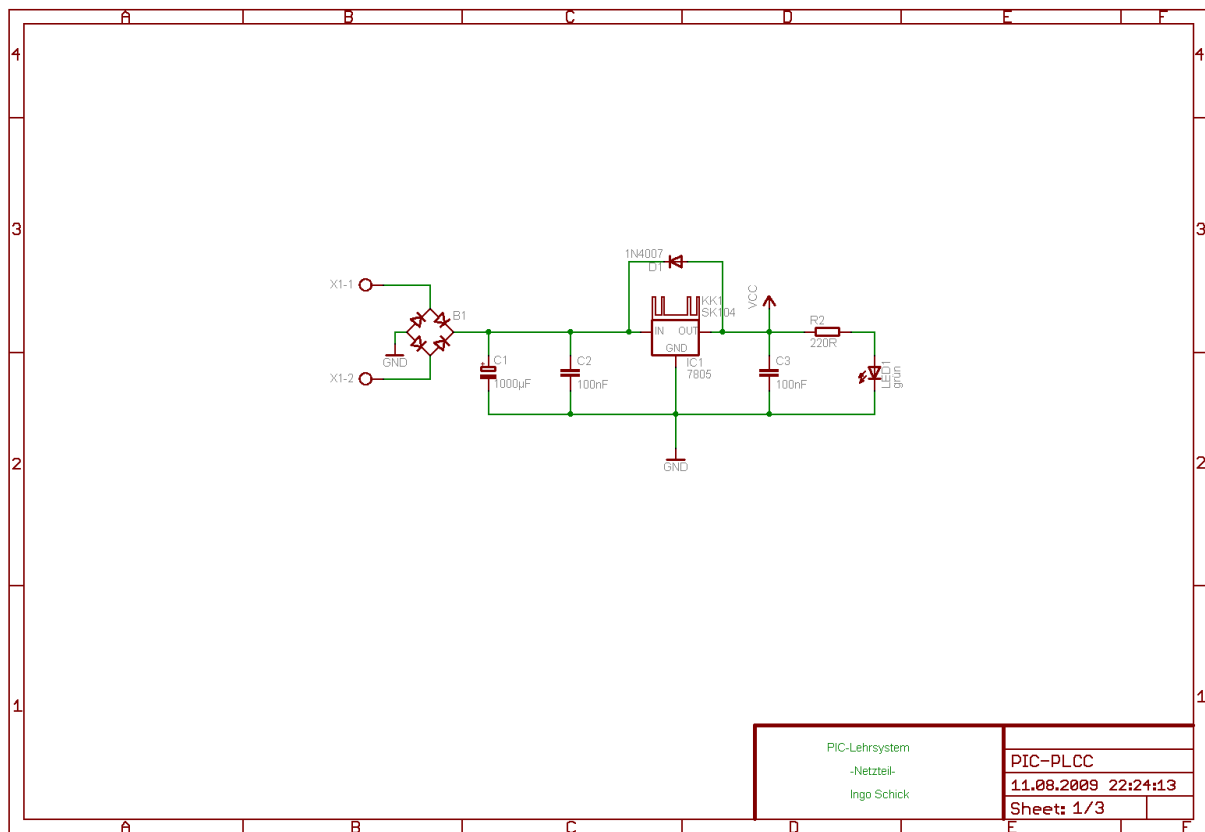 A B C D E F
4 4
3 3
1N4007
D1
X1-1
VCC
KK1
SK104
B1
R2
IN OUT
GND
220R
GND
IC1
7805
C1
1000µF
C2
100nF
C3
100nF
LED1
grün
X1-2
GND
2 2
1 1
PIC-Lehrsystem
-Netzteil-
Ingo Schick
PIC-PLCC
11.08.2009 22:24:13
Sheet: 1/3
A B C D E F